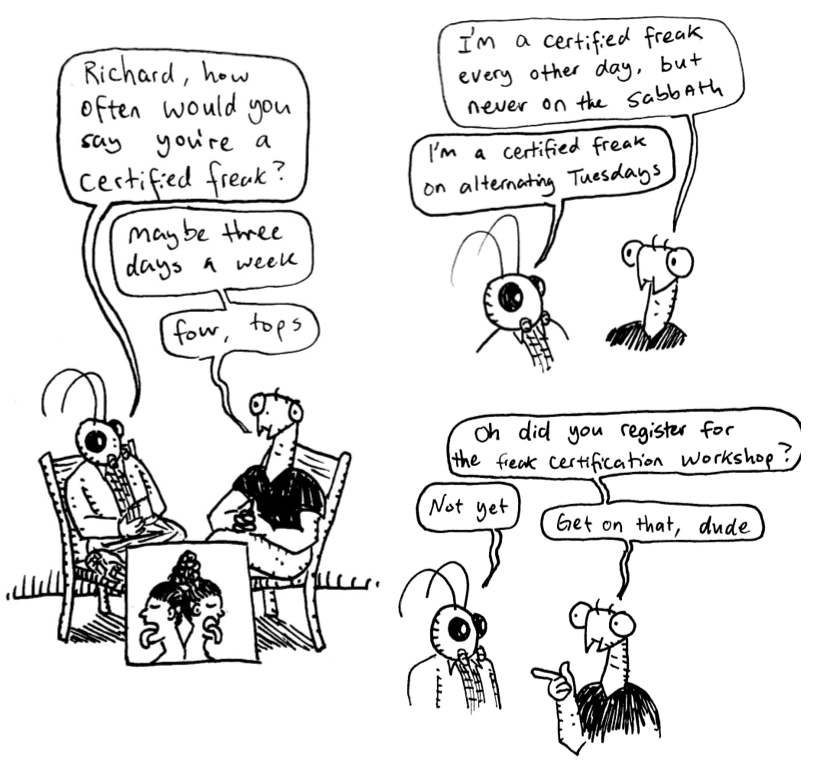 Richard, how
often would you
say you're a
certified freak?
maybe three
days a week
four, tops
I'm a certified freak
every other day, but
never on the Sabbath
I'm a certified freak
on alternating Tuesdays
Oh did you register for
the freak certification workshop?
Not yet
Get on that, dude